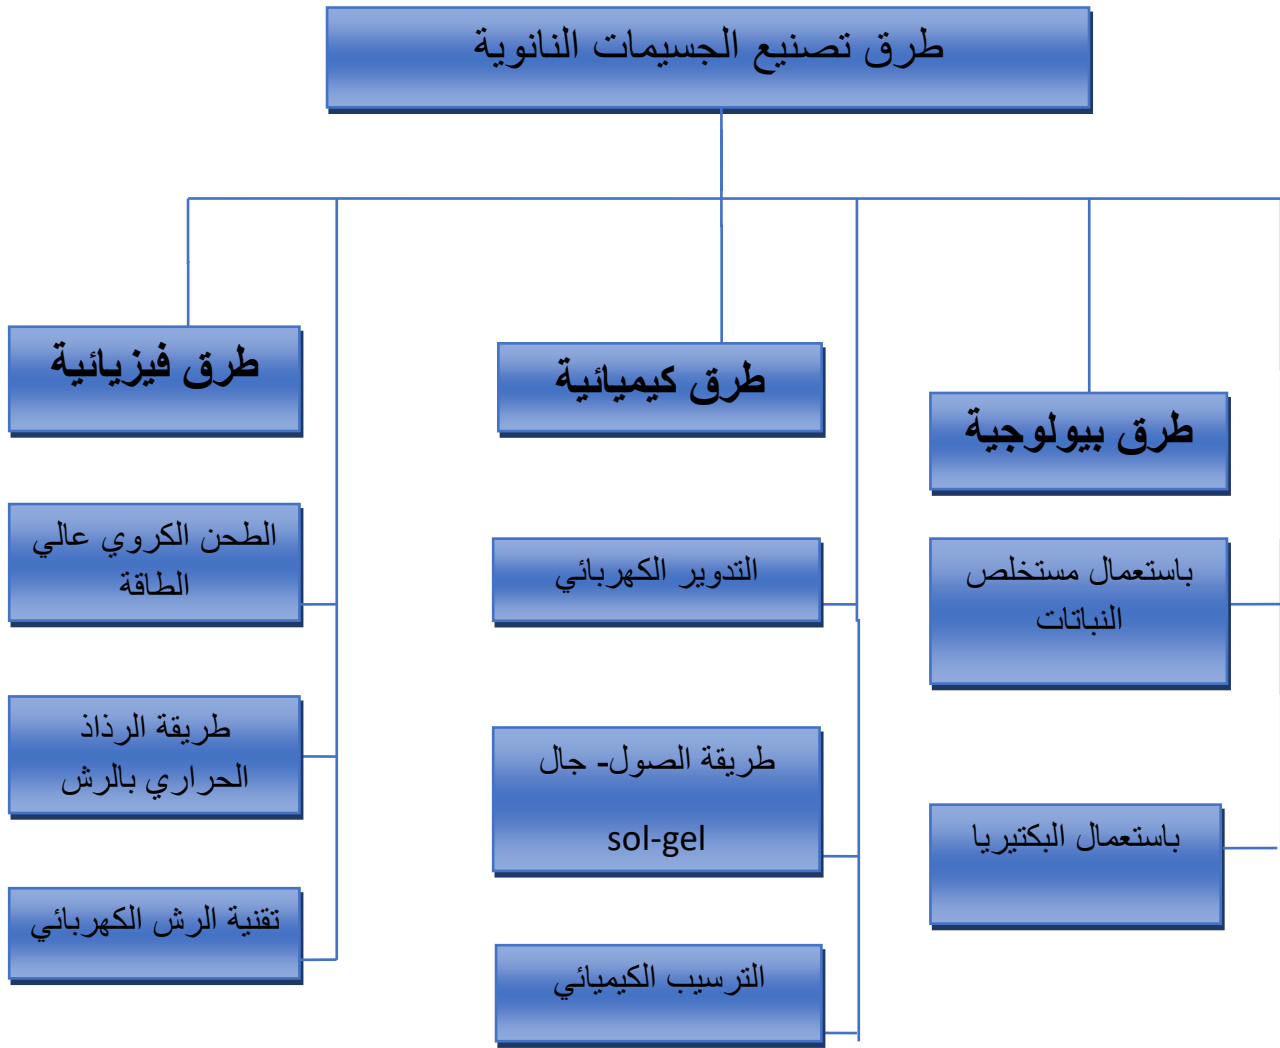 طرق تصنيع الجسيمات النانوية
طرق فيزيائية
طرق كيميائية
طرق بيولوجية
الطحن الكروي عالي
الطاقة
التدوير الكهربائي
باستعمال مستخلص
النباتات
طريقة الرذاذ
الحراري بالرش
طريقة الصول- جال
sol-gel
باستعمال البكتيريا
تقنية الرش الكهربائي
الترسيب الكيميائي